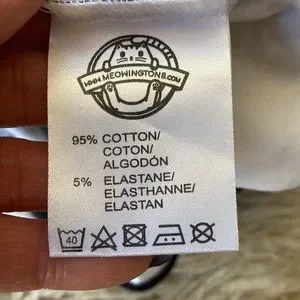 WWW.MEOWINGTONS.COM
95% COTTON/
COTON/
ALGODÓN
5% ELASTANE/
ELASTHANNE/
ELASTAN
40